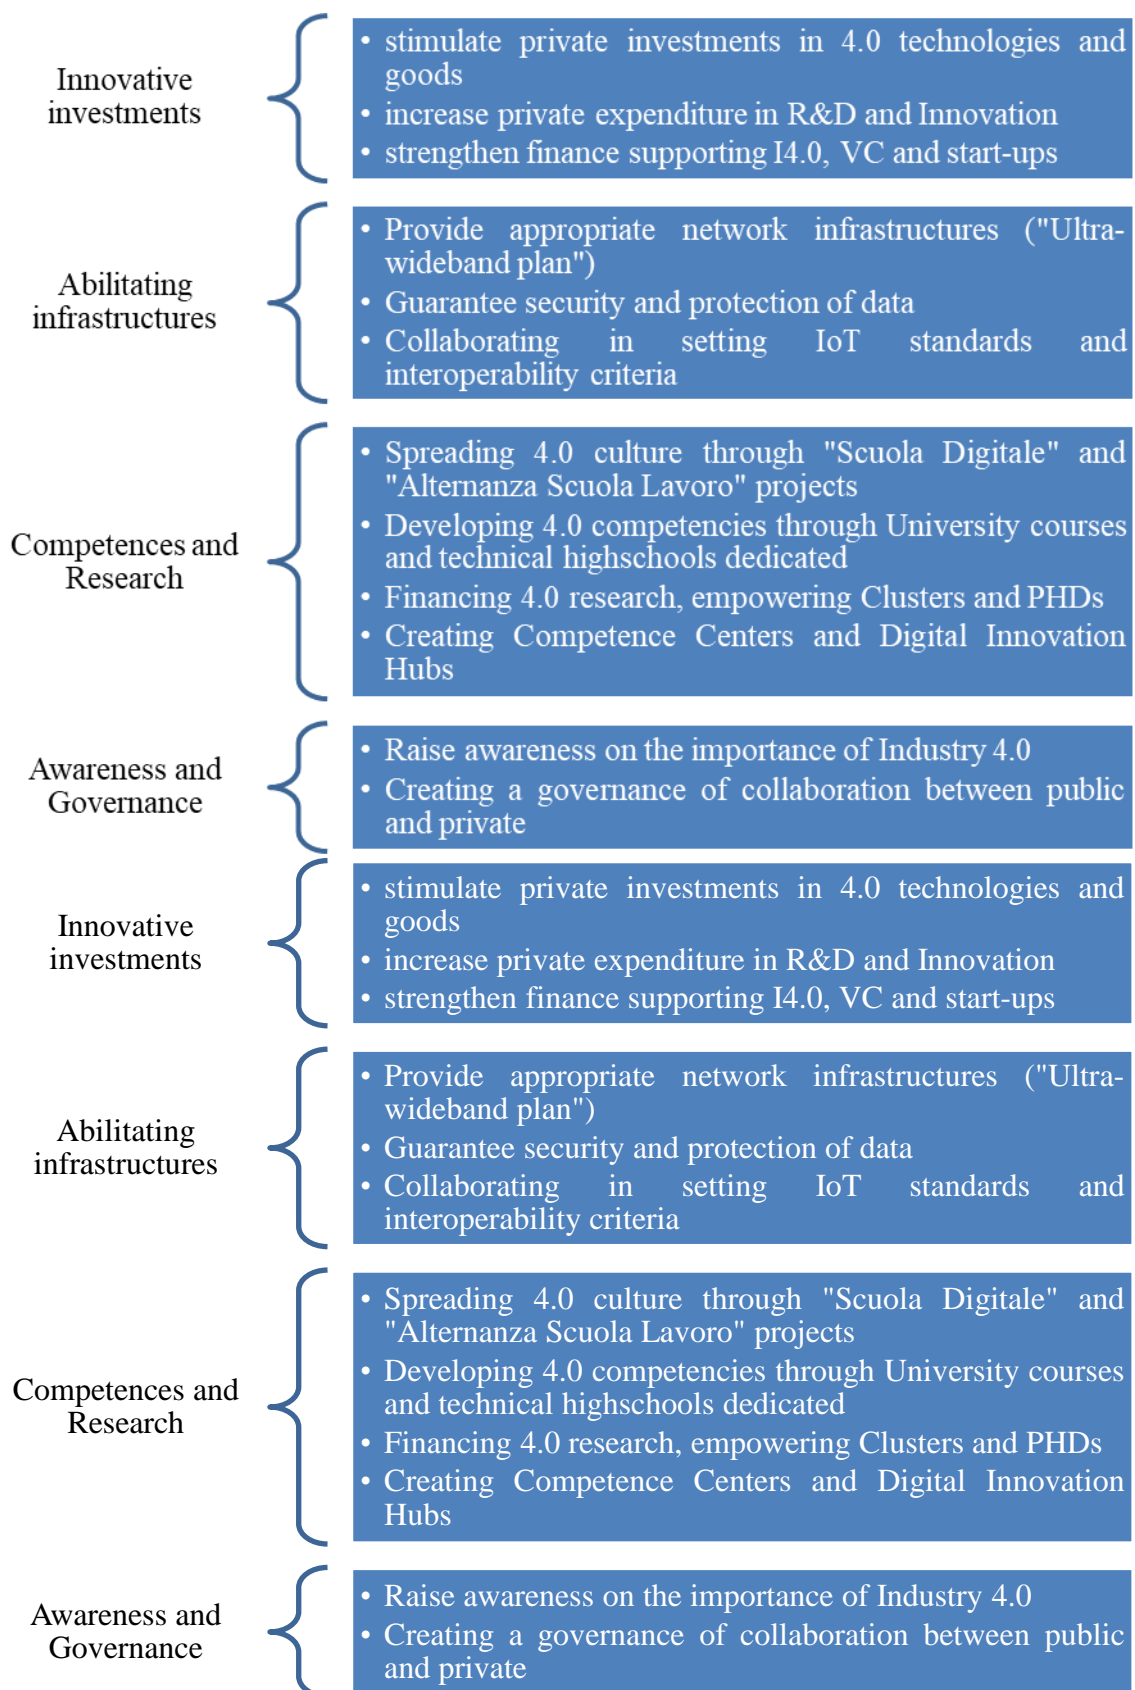 Innovative
investments
• stimulate private investments in 4.0 technologies and
goods
• increase private expenditure in R&D and Innovation
• strengthen finance supporting I4.0, VC and start-ups
Abilitating
infrastructures
• Provide appropriate network infrastructures ("Ultra-
wideband plan")
• Guarantee security and protection of data
• Collaborating in setting IoT standards and
interoperability criteria
Competences and
Research
• Spreading 4.0 culture through "Scuola Digitale" and
"Alternanza Scuola Lavoro" projects
• Developing 4.0 competencies through University courses
and technical highschools dedicated
• Financing 4.0 research, empowering Clusters and PHDs
• Creating Competence Centers and Digital Innovation
Hubs
Awareness and
Governance
• Raise awareness on the importance of Industry 4.0
• Creating a governance of collaboration between public
and private
Innovative
investments
• stimulate private investments in 4.0 technologies and
goods
• increase private expenditure in R&D and Innovation
• strengthen finance supporting I4.0, VC and start-ups
Abilitating
infrastructures
• Provide appropriate network infrastructures ("Ultra-
wideband plan")
• Guarantee security and protection of data
• Collaborating in setting IoT standards and
interoperability criteria
Competences and
Research
• Spreading 4.0 culture through "Scuola Digitale" and
"Alternanza Scuola Lavoro" projects
• Developing 4.0 competencies through University courses
and technical highschools dedicated
• Financing 4.0 research, empowering Clusters and PHDs
• Creating Competence Centers and Digital Innovation
Hubs
Awareness and
Governance
• Raise awareness on the importance of Industry 4.0
• Creating a governance of collaboration between public
and private